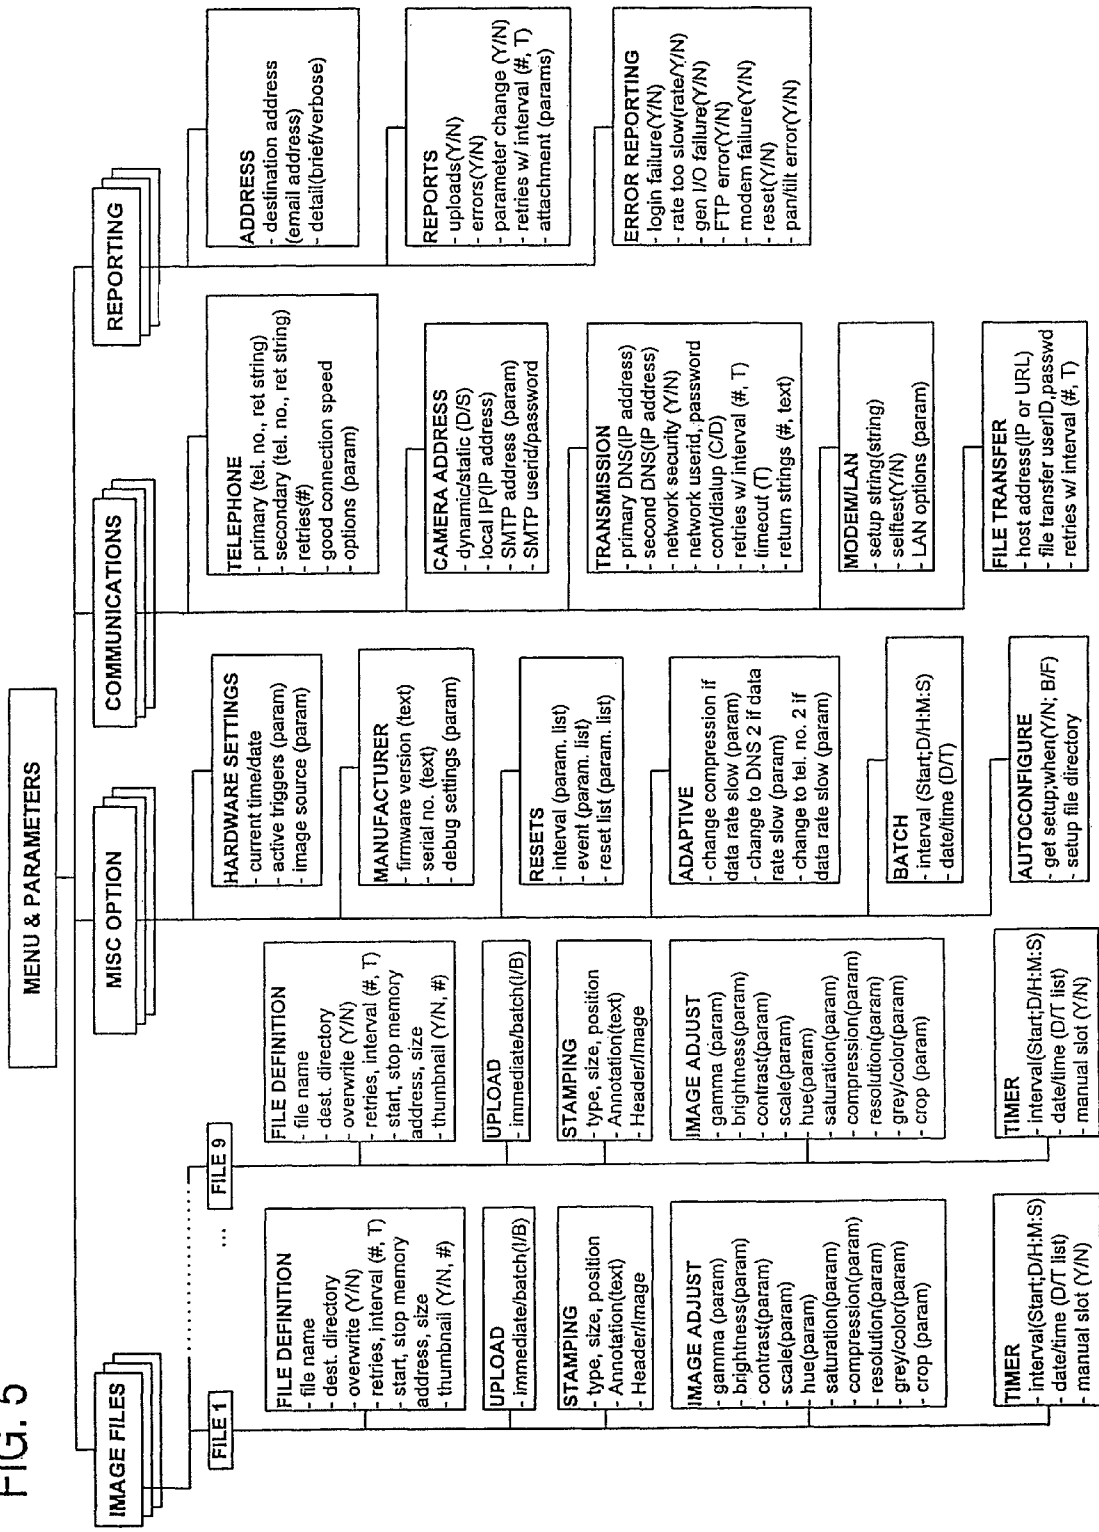 FIG. 5
MENU & PARAMETERS
IMAGE FILES
FILE 1
FILE DEFINITION
- file name
- dest. directory
- overwrite (Y/N)
- retries, interval (#, T)
- start, stop memory
address, size
- thumbnail (Y/N, #)
UPLOAD
- immediate/batch(I/B)
STAMPING
- type, size, position
- Annotation(text)
- Header/Image
IMAGE ADJUST
- gamma (param)
- brightness(param)
- contrast(param)
- scale(param)
- hue(param)
- saturation(param)
- compression(param)
- resolution(param)
- grey/color(param)
- crop (param)
TIMER
- interval(Start;D/H:M:S)
- date/time (D/T list)
- manual slot (Y/N)
...
FILE 9
FILE DEFINITION
- file name
- dest. directory
- overwrite (Y/N)
- retries, interval (#, T)
- start, stop memory
address, size
- thumbnail (Y/N, #)
UPLOAD
- immediate/batch(I/B)
STAMPING
- type, size, position
- Annotation(text)
- Header/Image
IMAGE ADJUST
- gamma (param)
- brightness(param)
- contrast(param)
- scale(param)
- hue(param)
- saturation(param)
- compression(param)
- resolution(param)
- grey/color(param)
- crop (param)
TIMER
- interval(Start;D/H:M:S)
- date/time (D/T list)
- manual slot (Y/N)
MISC OPTION
HARDWARE SETTINGS
- current time/date
- active triggers (param)
- image source (param)
MANUFACTURER
- firmware version (text)
- serial no. (text)
- debug settings (param)
RESETS
- interval (param. list)
- event (param. list)
- reset list (param. list)
ADAPTIVE
- change compression if
data rate slow (param)
- change to DNS 2 if data
rate slow (param)
- change to tel. no. 2 if
data rate slow (param)
BATCH
- interval (Start;D/H:M:S)
- date/time (D/T)
AUTOCONFIGURE
- get setup;when(Y/N; B/F)
- setup file directory
COMMUNICATIONS
TELEPHONE
- primary (tel. no., ret string)
- secondary (tel. no., ret string)
- retries(#)
- good connection speed
- options (param)
CAMERA ADDRESS
- dynamic/static (D/S)
- local IP(IP address)
- SMTP address (param)
- SMTP userid/password
TRANSMISSION
- primary DNS(IP address)
- second DNS(IP address)
- network security (Y/N)
- network userid, password
- cont/dialup (C/D)
- retries w/ interval (#, T)
- timeout (T)
- return strings (#, text)
MODEM/LAN
- setup string(string)
- selftest(Y/N)
- LAN options (param)
FILE TRANSFER
- host address(IP or URL)
- file transfer userID,passwd
- retries w/ interval (#, T)
REPORTING
ADDRESS
- destination address
(email address)
- detail(brief/verbose)
REPORTS
- uploads(Y/N)
- errors(Y/N)
- parameter change (Y/N)
- retries w/ interval (#, T)
- attachment (params)
ERROR REPORTING
- login failure(Y/N)
- rate too slow(rate/Y/N)
- gen I/O failure(Y/N)
- FTP error(Y/N)
- modem failure(Y/N)
- reset(Y/N)
- pan/tilt error(Y/N)